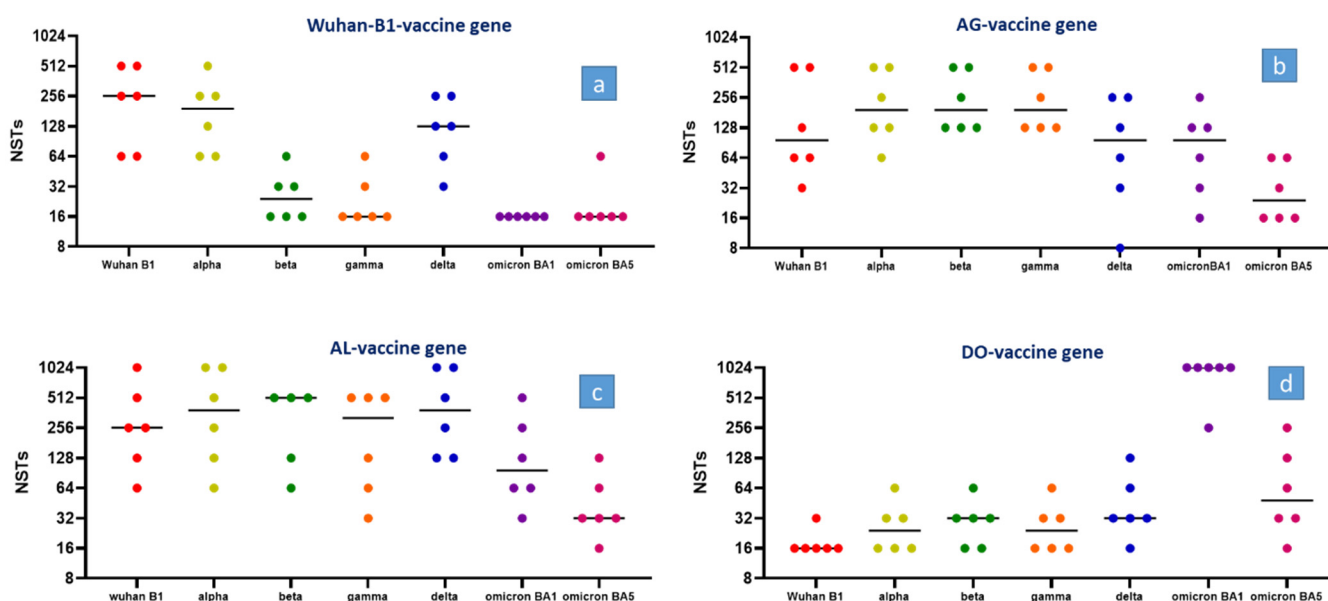 Wuhan-B1-vaccine gene
a
NSTs
1024
512
256
128
64
32
16
8
Wuhan B1 alpha beta gamma delta omicron BA1 omicron BA5
AG-vaccine gene
b
NSTs
1024
512
256
128
64
32
16
8
Wuhan B1 alpha beta gamma delta omicronBA1 omicron BA5
AL-vaccine gene
c
NSTs
1024
512
256
128
64
32
16
8
wuhan B1 alpha beta gamma delta omicron BA1 omicron BA5
DO-vaccine gene
d
NSTs
1024
512
256
128
64
32
16
8
Wuhan B1 alpha beta gamma delta omicron BA1 omicron BA5